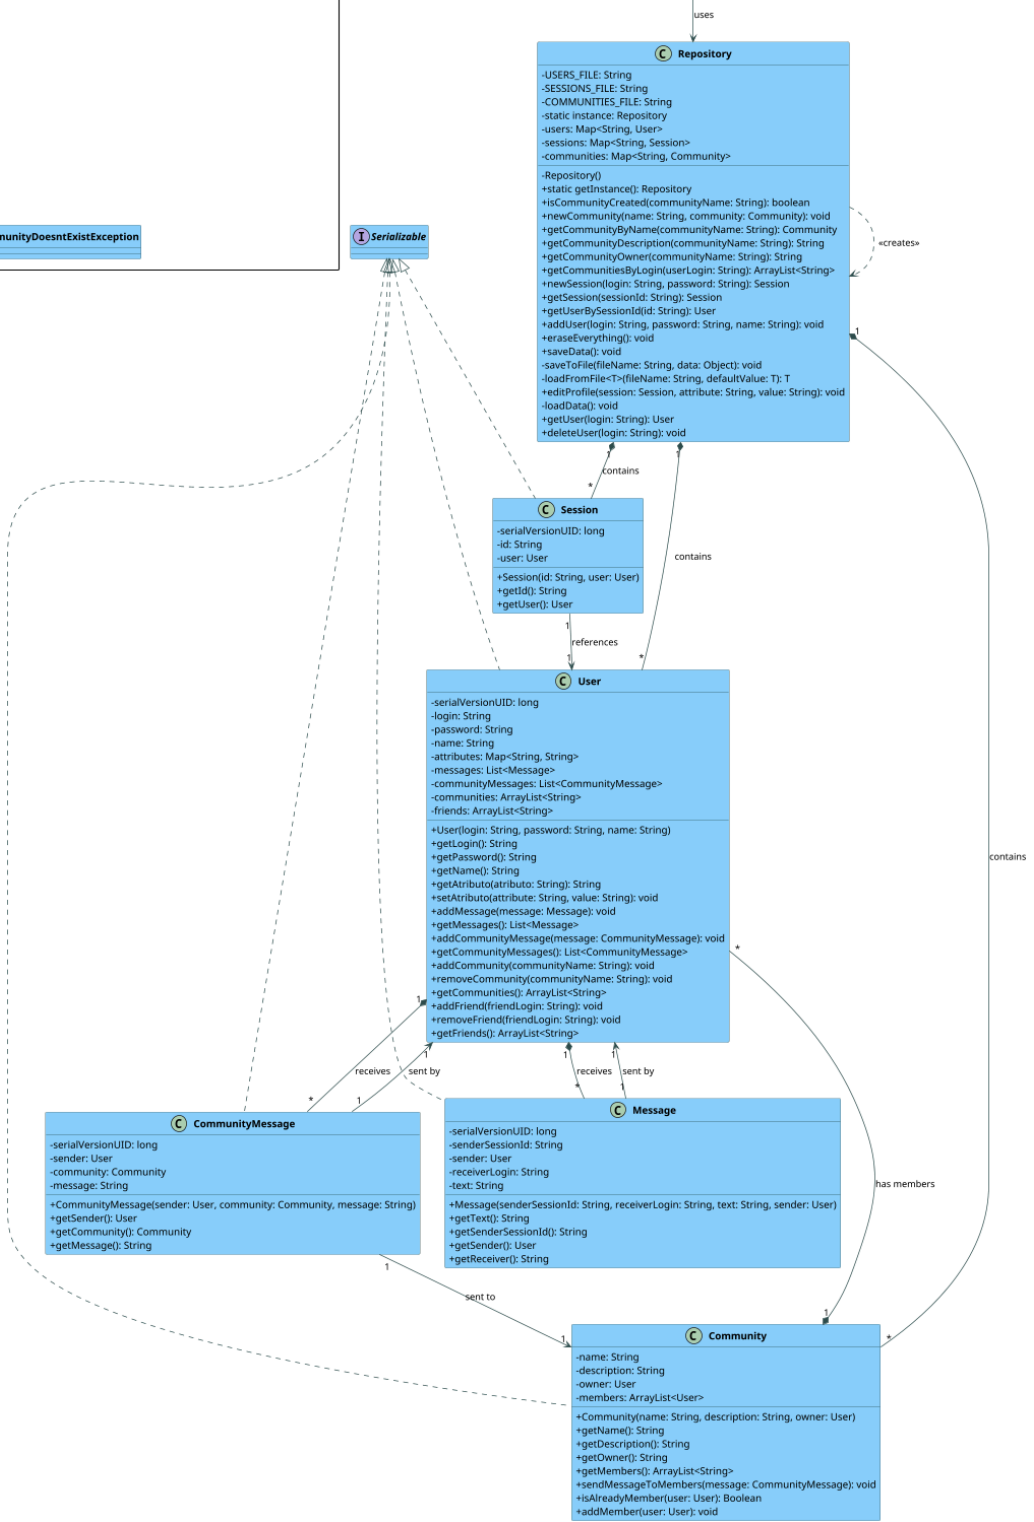 uses
C Repository
-USERS_FILE: String
-SESSIONS_FILE: String
-COMMUNITIES_FILE: String
-static instance: Repository
-users: Map<String, User>
-sessions: Map<String, Session>
-communities: Map<String, Community>
-Repository()
+static getInstance(): Repository
+isCommunityCreated(communityName: String): boolean
+newCommunity(name: String, community: Community): void
+getCommunityByName(communityName: String): Community
+getCommunityDescription(communityName: String): String
+getCommunityOwner(communityName: String): String
+getCommunitiesByLogin(userLogin: String): ArrayList<String>
+newSession(login: String, password: String): Session
+getSession(sessionId: String): Session
+getUserBySessionId(id: String): User
+addUser(login: String, password: String, name: String): void
+eraseEverything(): void
+saveData(): void
-saveToFile(fileName: String, data: Object): void
-loadFromFile<T>(fileName: String, defaultValue: T): T
+editProfile(session: Session, attribute: String, value: String): void
-loadData(): void
+getUser(login: String): User
+deleteUser(login: String): void
«creates»
munityDoesntExistException
I Serializable
1
1
1
contains
*
C Session
-serialVersionUID: long
-id: String
-user: User
+Session(id: String, user: User)
+getId(): String
+getUser(): User
contains
1
references
1
*
C User
-serialVersionUID: long
-login: String
-password: String
-name: String
-attributes: Map<String, String>
-messages: List<Message>
-communityMessages: List<CommunityMessage>
-communities: ArrayList<String>
-friends: ArrayList<String>
+User(login: String, password: String, name: String)
+getLogin(): String
+getPassword(): String
+getName(): String
+getAtributo(atributo: String): String
+setAtributo(attribute: String, value: String): void
+addMessage(message: Message): void
+getMessages(): List<Message>
+addCommunityMessage(message: CommunityMessage): void
+getCommunityMessages(): List<CommunityMessage>
+addCommunity(communityName: String): void
+removeCommunity(communityName: String): void
+getCommunities(): ArrayList<String>
+addFriend(friendLogin: String): void
+removeFriend(friendLogin: String): void
+getFriends(): ArrayList<String>
contains
*
1
1
1
1
receives
sent by
receives
sent by
*
1
*
1
C CommunityMessage
-serialVersionUID: long
-sender: User
-community: Community
-message: String
+CommunityMessage(sender: User, community: Community, message: String)
+getSender(): User
+getCommunity(): Community
+getMessage(): String
C Message
-serialVersionUID: long
-senderSessionId: String
-sender: User
-receiverLogin: String
-text: String
+Message(senderSessionId: String, receiverLogin: String, text: String, sender: User)
+getText(): String
+getSenderSessionId(): String
+getSender(): User
+getReceiver(): String
has members
1
sent to
1
1
*
C Community
-name: String
-description: String
-owner: User
-members: ArrayList<User>
+Community(name: String, description: String, owner: User)
+getName(): String
+getDescription(): String
+getOwner(): String
+getMembers(): ArrayList<String>
+sendMessageToMembers(message: CommunityMessage): void
+isAlreadyMember(user: User): Boolean
+addMember(user: User): void